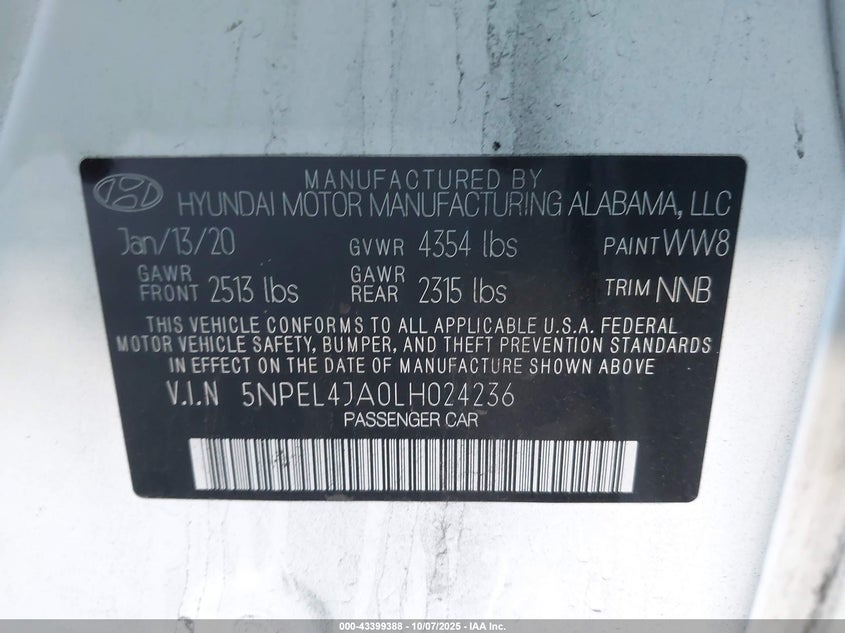 MANUFACTURED BY
HYUNDAI MOTOR MANUFACTURING ALABAMA, LLC
Jan/13/20 GVWR 4354 lbs PAINT WW8
GAWR FRONT 2513 lbs GAWR REAR 2315 lbs TRIM NNB
THIS VEHICLE CONFORMS TO ALL APPLICABLE U.S.A. FEDERAL
MOTOR VEHICLE SAFETY, BUMPER, AND THEFT PREVENTION STANDARDS
IN EFFECT ON THE DATE OF MANUFACTURE SHOWN ABOVE
V.I.N 5NPEL4JA0LH024236
PASSENGER CAR
000-43399388 - 10/07/2025 - IAA Inc.